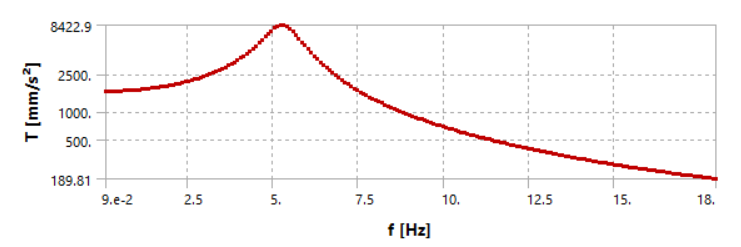 8422.9
2500.
1000.
500.
189.81
T [mm/s²]
9.e-2 2.5 5. 7.5 10. 12.5 15. 18.
f [Hz]